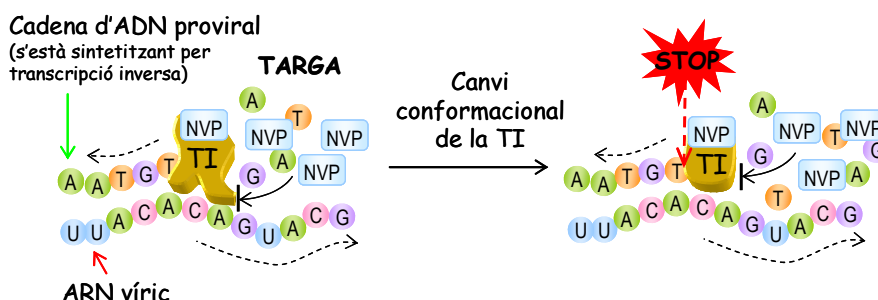 Cadena d'ADN proviral
(s'està sintetitzant per
transcripció inversa)
TARGA
A
T
NVP
NVP
NVP
NVP
TI
A
G
A A T G T
U U A C A C A G U A C G
ARN víric
Canvi
conformacional
de la TI
STOP
A
T
NVP
NVP
NVP
NVP
TI
G
G
A
T
A A T G T
U U A C A C A G U A C G